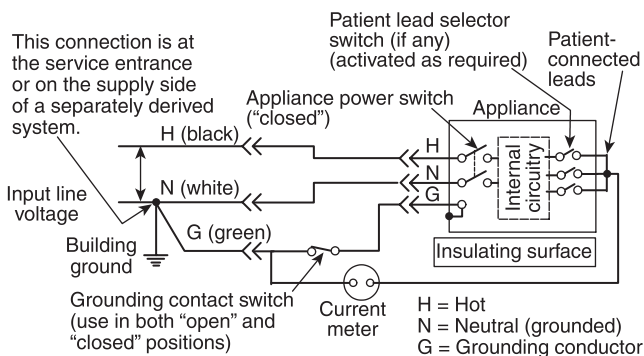 This connection is at
the service entrance
or on the supply side
of a separately derived
system.
Patient lead selector
switch (if any)
(activated as required)
Patient-
connected
leads
Appliance power switch
(“closed”)
Appliance
H (black)
H
N (white)
N
G
Internal
circuitry
Input line
voltage
G (green)
Building
ground
Insulating surface
Grounding contact switch
(use in both “open” and
“closed” positions)
Current
meter
H = Hot
N = Neutral (grounded)
G = Grounding conductor